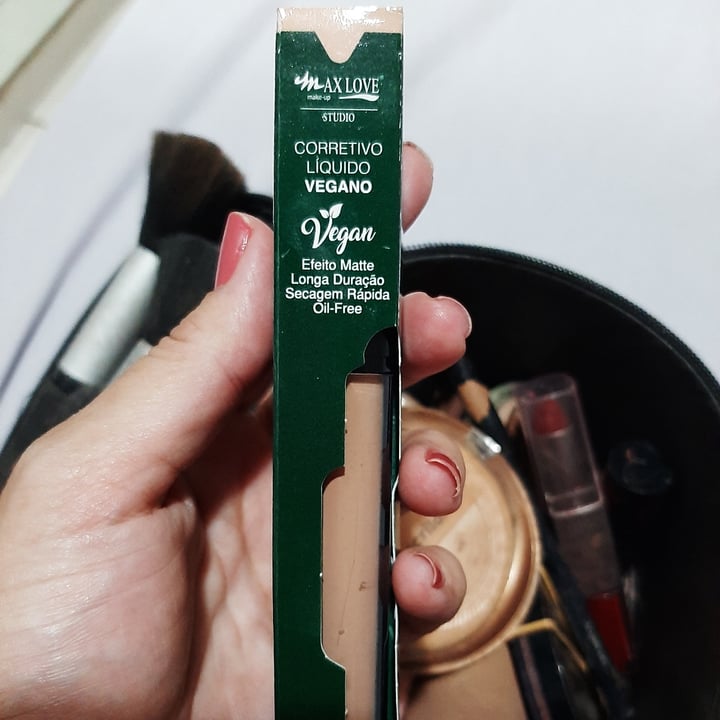 MAX LOVE
make-up
STUDIO
CORRETIVO
LÍQUIDO
VEGANO
Vegan
Efeito Matte
Longa Duração
Secagem Rápida
Oil-Free